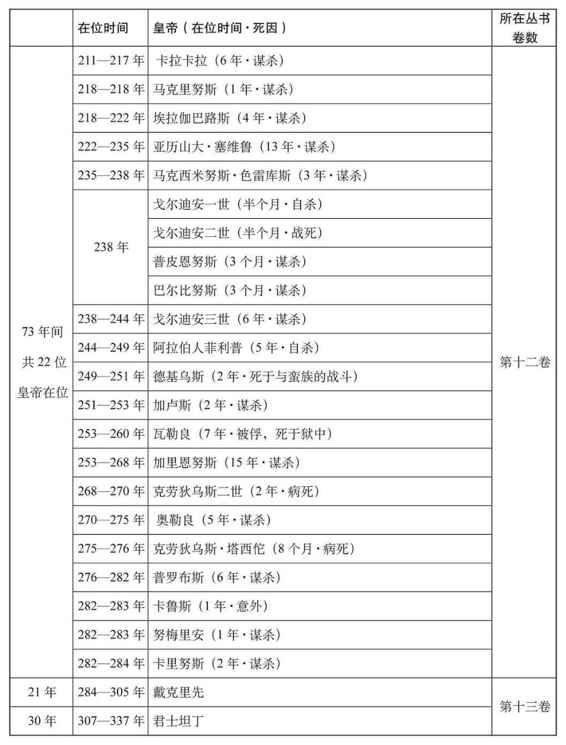 在位时间 皇帝（在位时间·死因） 所在丛书卷数
73 年间共 22 位皇帝在位
211—217 年 卡拉卡拉（6 年·谋杀）
218—218 年 马克里努斯（1 年·谋杀）
218—222 年 埃拉伽巴路斯（4 年·谋杀）
222—235 年 亚历山大·塞维鲁（13 年·谋杀）
235—238 年 马克西米努斯·色雷库斯（3 年·谋杀）
238 年
戈尔迪安一世（半个月·自杀）
戈尔迪安二世（半个月·战死）
普皮恩努斯（3 个月·谋杀）
巴尔比努斯（3 个月·谋杀）
238—244 年 戈尔迪安三世（6 年·谋杀）
244—249 年 阿拉伯人菲利普（5 年·自杀）
249—251 年 德基乌斯（2 年·死于与蛮族的战斗）
251—253 年 加卢斯（2 年·谋杀）
253—260 年 瓦勒良（7 年·被俘，死于狱中）
253—268 年 加里恩努斯（15 年·谋杀）
268—270 年 克劳狄乌斯二世（2 年·病死）
270—275 年 奥勒良（5 年·谋杀）
275—276 年 克劳狄乌斯·塔西佗（8 个月·病死）
276—282 年 普罗布斯（6 年·谋杀）
282—283 年 卡鲁斯（1 年·意外）
282—283 年 努梅里安（1 年·谋杀）
282—284 年 卡里努斯（2 年·谋杀）
第十二卷
21 年 284—305 年 戴克里先
30 年 307—337 年 君士坦丁
第十三卷